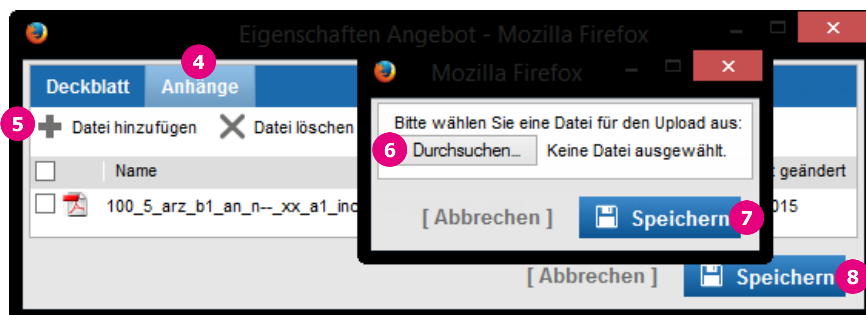 Eigenschaften Angebot - Mozilla Firefox
4
Deckblatt Anhänge
5 Datei hinzufügen Datei löschen
Name geändert
100_5_arz_b1_an_n--_xx_a1_inc 015
Mozilla Firefox
Bitte wählen Sie eine Datei für den Upload aus:
6 Durchsuchen... Keine Datei ausgewählt.
[ Abbrechen ] Speichern 7
[ Abbrechen ] Speichern 8